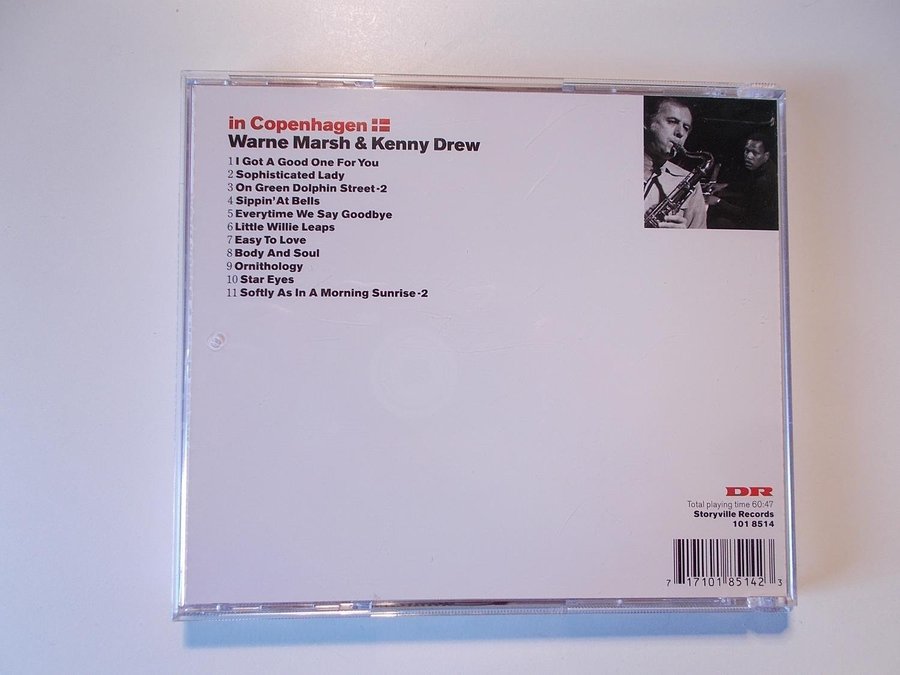 in Copenhagen
Warne Marsh & Kenny Drew
1 I Got A Good One For You
2 Sophisticated Lady
3 On Green Dolphin Street-2
4 Sippin' At Bells
5 Everytime We Say Goodbye
6 Little Willie Leaps
7 Easy To Love
8 Body And Soul
9 Ornithology
10 Star Eyes
11 Softly As In A Morning Sunrise-2
DR
Total playing time 60:47
Storyville Records
101 8514
7 17101 85142 3